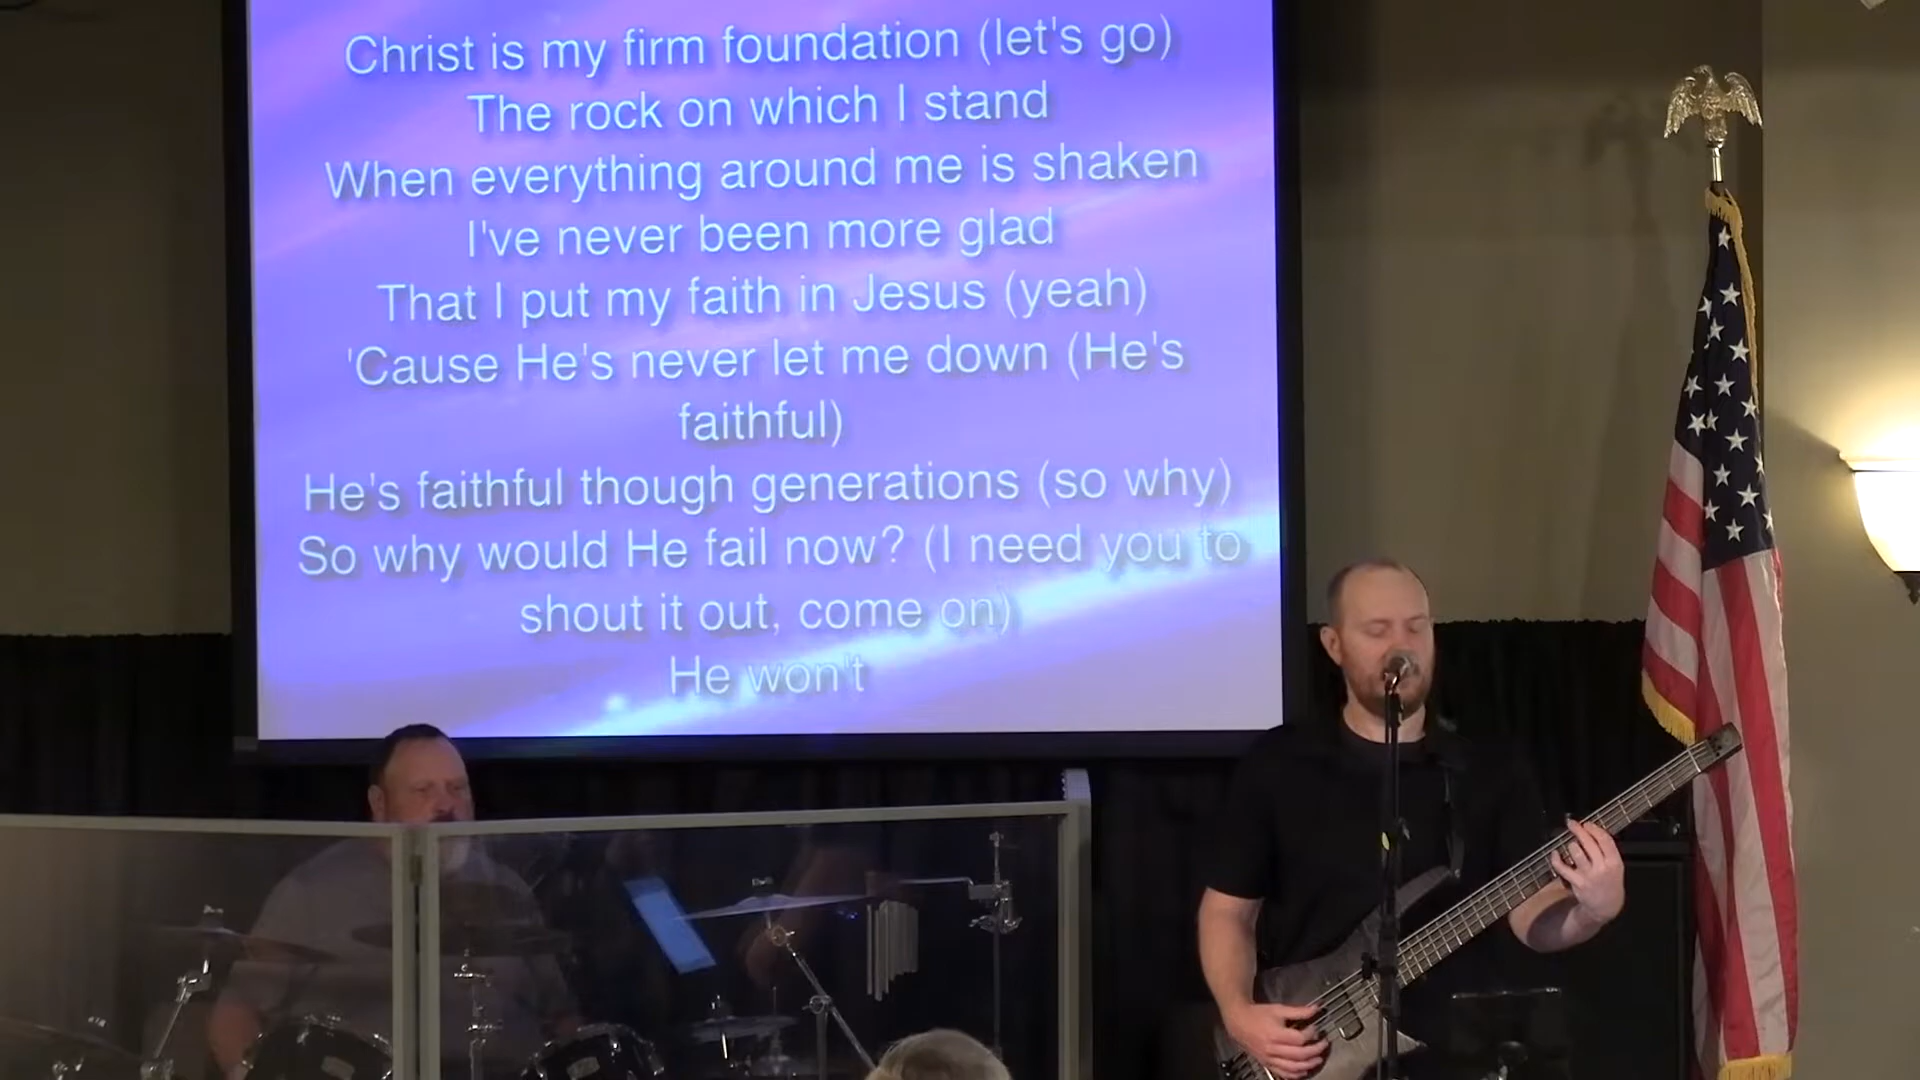 Christ is my firm foundation (let's go)
The rock on which I stand
When everything around me is shaken
I've never been more glad
That I put my faith in Jesus (yeah)
'Cause He's never let me down (He's
faithful)
He's faithful though generations (so why)
So why would He fail now? (I need you to
shout it out, come on)
He won't